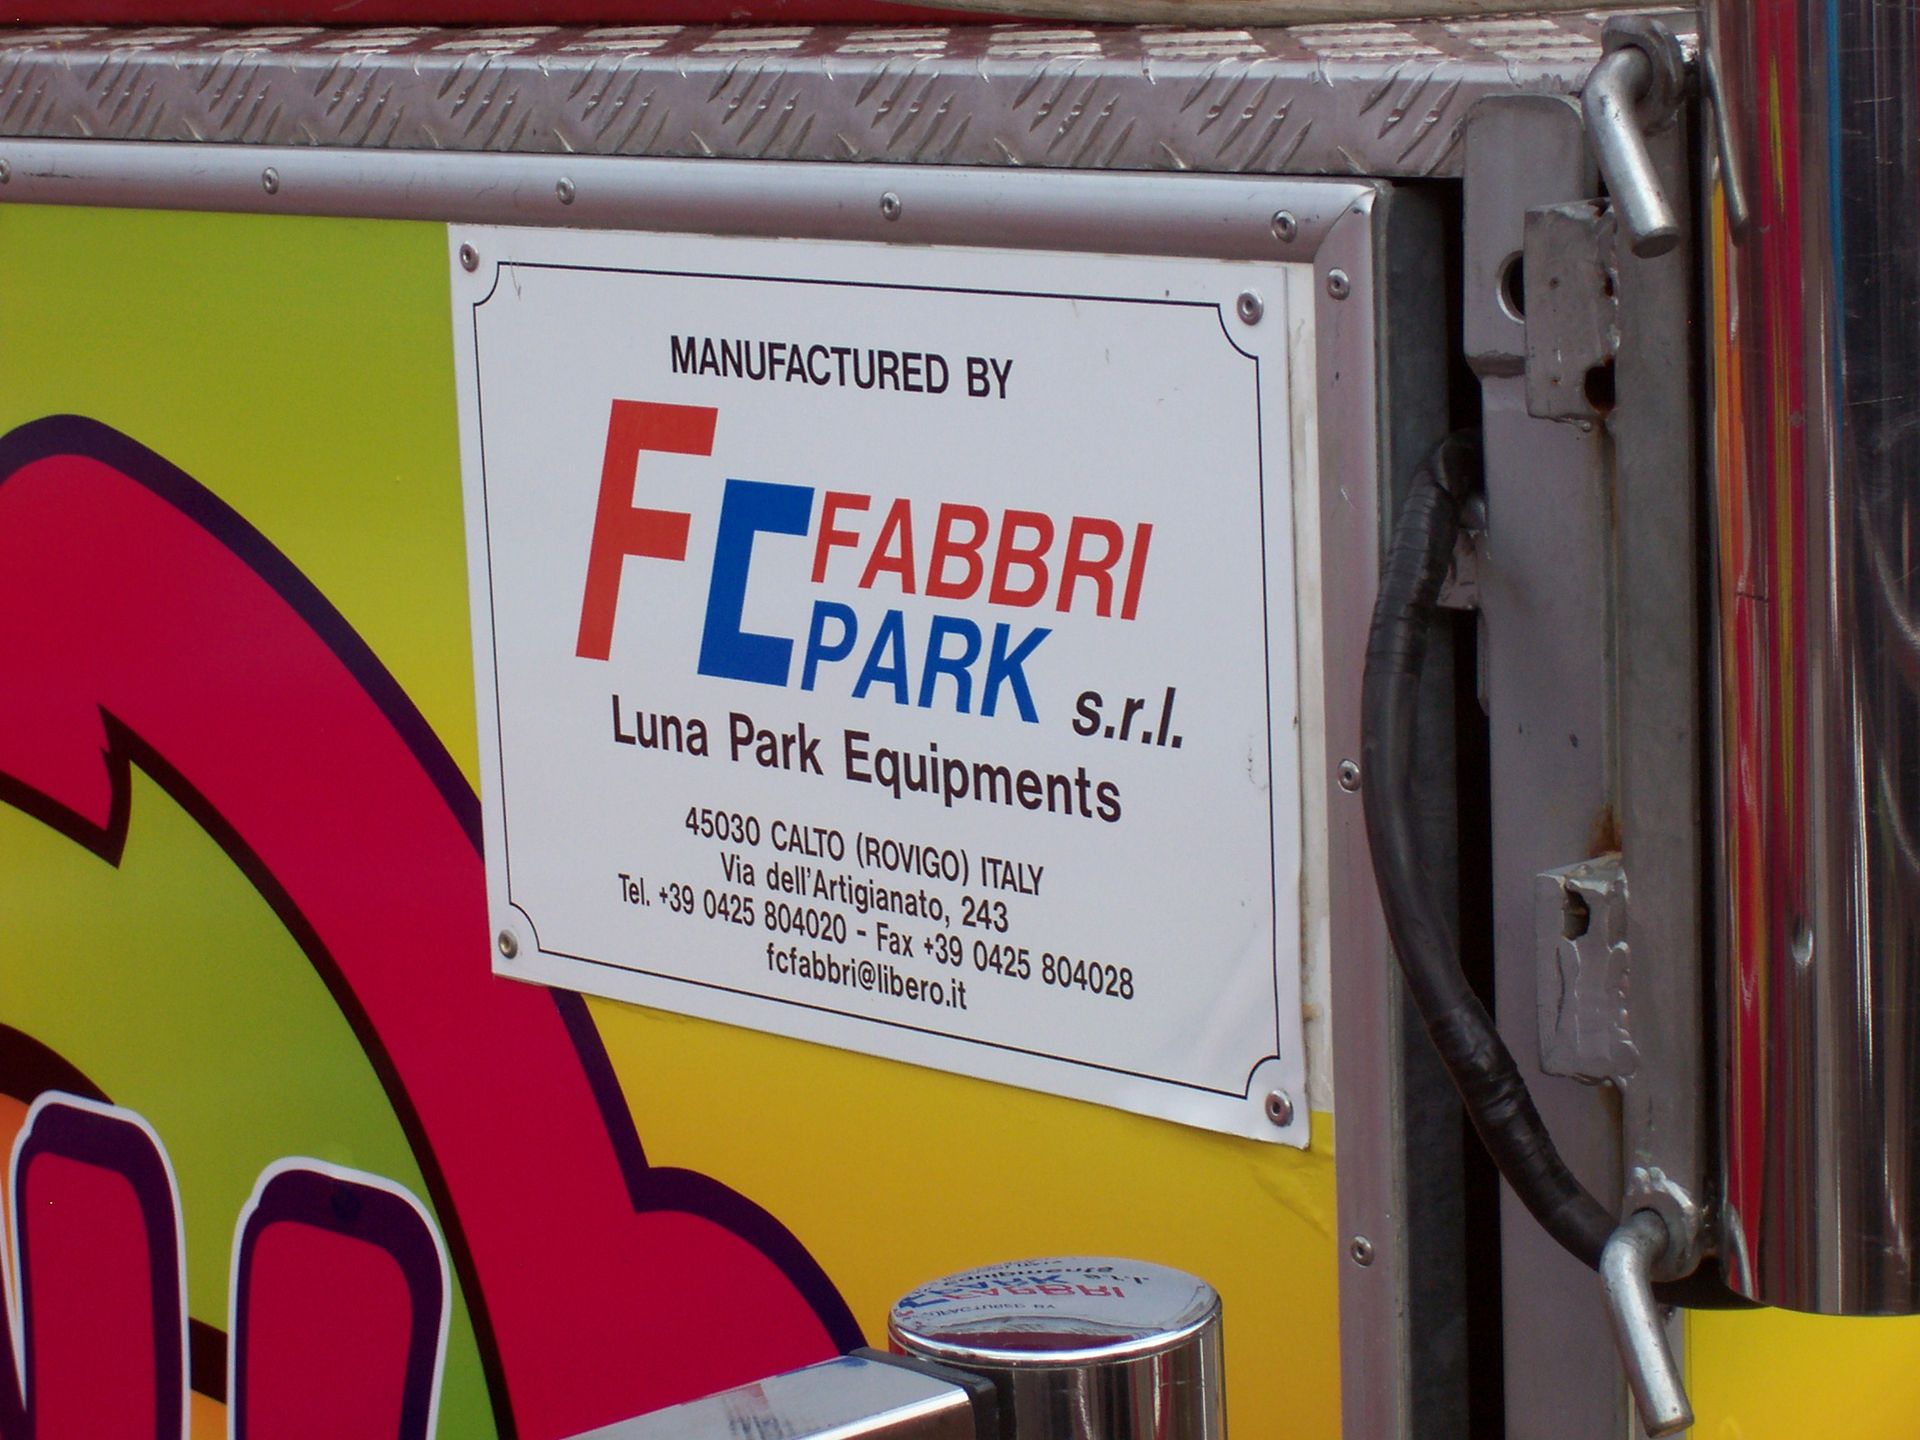 MANUFACTURED BY
FC FABBRI
PARK s.r.l.
Luna Park Equipments
45030 CALTO (ROVIGO) ITALY
Via dell'Artigianato, 243
Tel. +39 0425 804020 - Fax +39 0425 804028
fcfabbri@libero.it